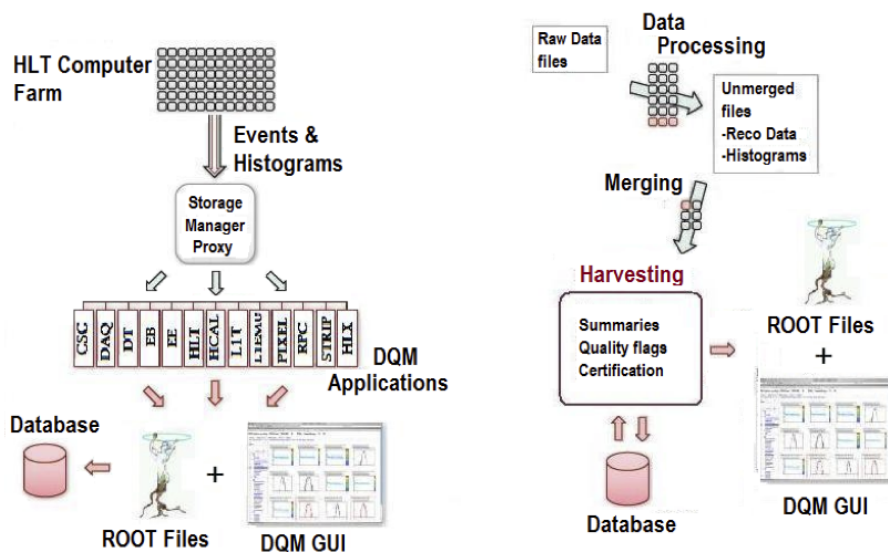 HLT Computer
Farm
Events &
Histograms
Storage
Manager
Proxy
CSC
DAQ
DT
EB
EE
HLT
HCAL
L1T
L1EMU
PIXEL
RPC
STRIP
HLX
DQM
Applications
Database
+
ROOT Files
DQM GUI
Raw Data
files
Data
Processing
Unmerged
files
-Reco Data
-Histograms
Merging
Harvesting
Summaries
Quality flags
Certification
ROOT Files
+
DQM GUI
Database